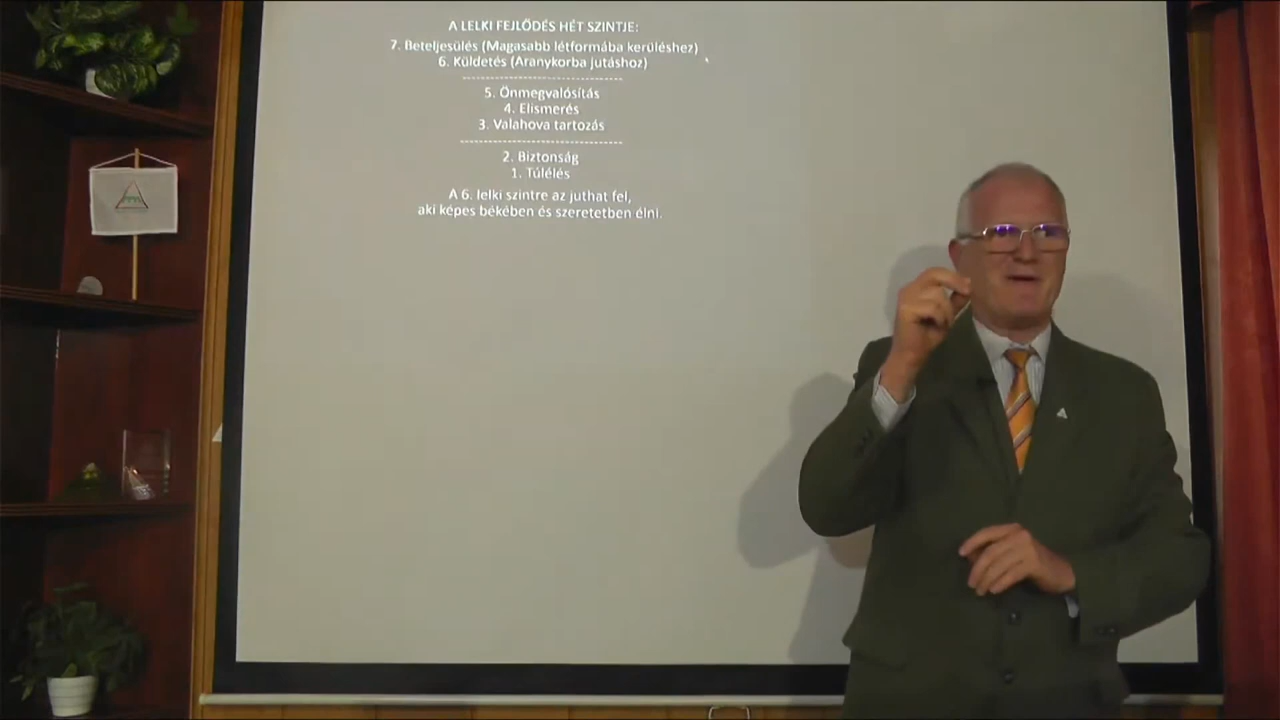 A LELKI FEJLŐDÉS HÉT SZINTJE:
7. Beteljesülés (Magasabb létformába kerüléshez)
6. Küldetés (Aranykorba jutáshoz)
------------------------------
5. Önmegvalósítás
4. Elismerés
3. Valahova tartozás
------------------------------
2. Biztonság
1. Túlélés
A 6. lelki szintre az juthat fel,
aki képes békében és szeretetben élni.